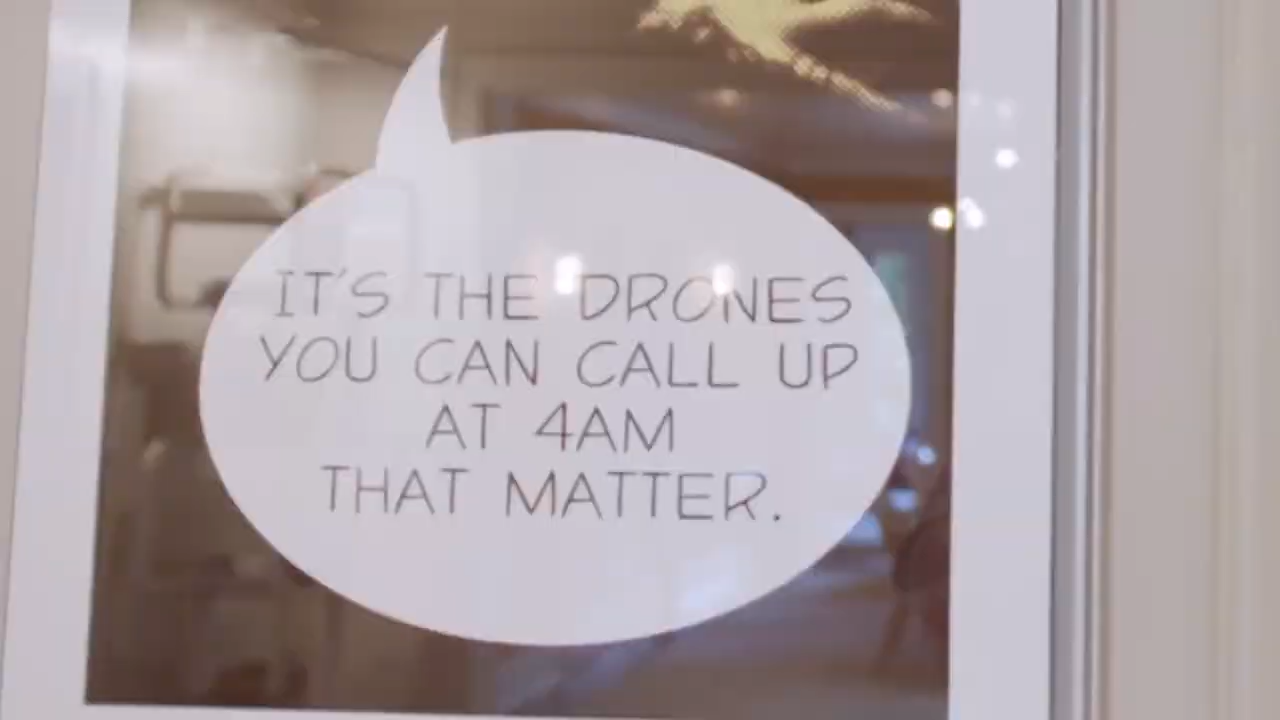 IT'S THE DRONES
YOU CAN CALL UP
AT 4AM
THAT MATTER.